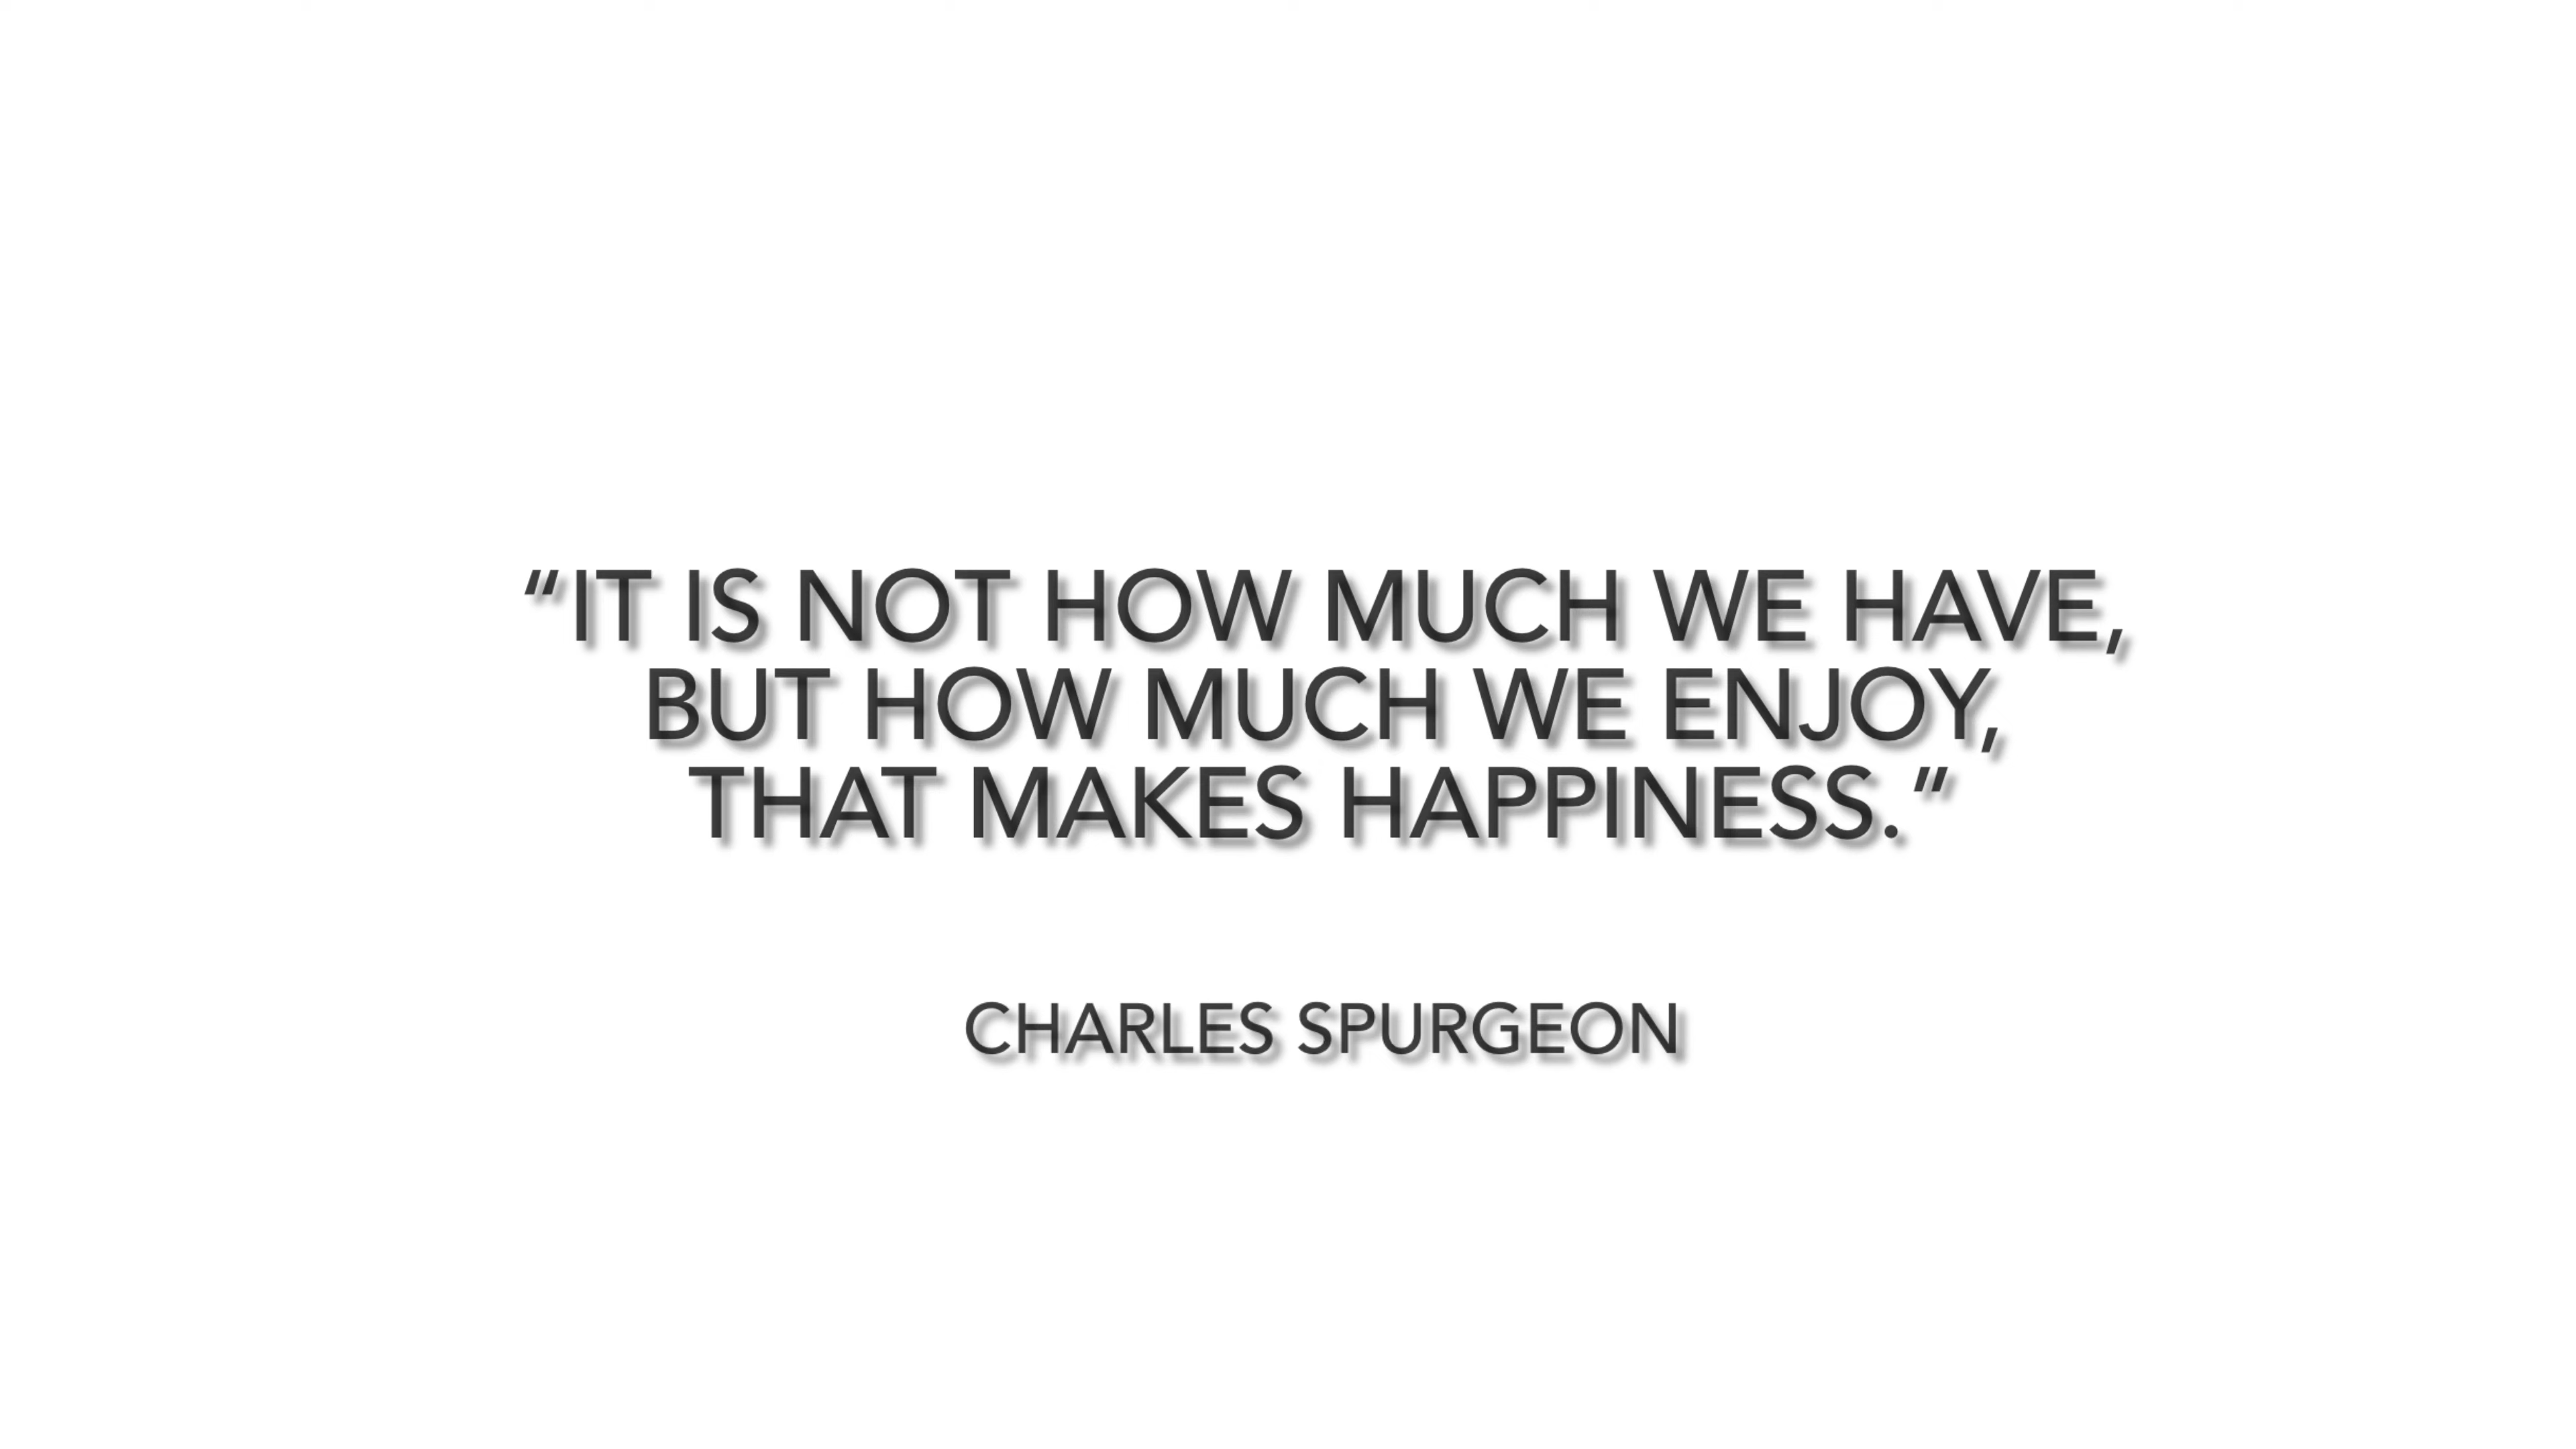 “IT IS NOT HOW MUCH WE HAVE,
BUT HOW MUCH WE ENJOY,
THAT MAKES HAPPINESS.”
CHARLES SPURGEON